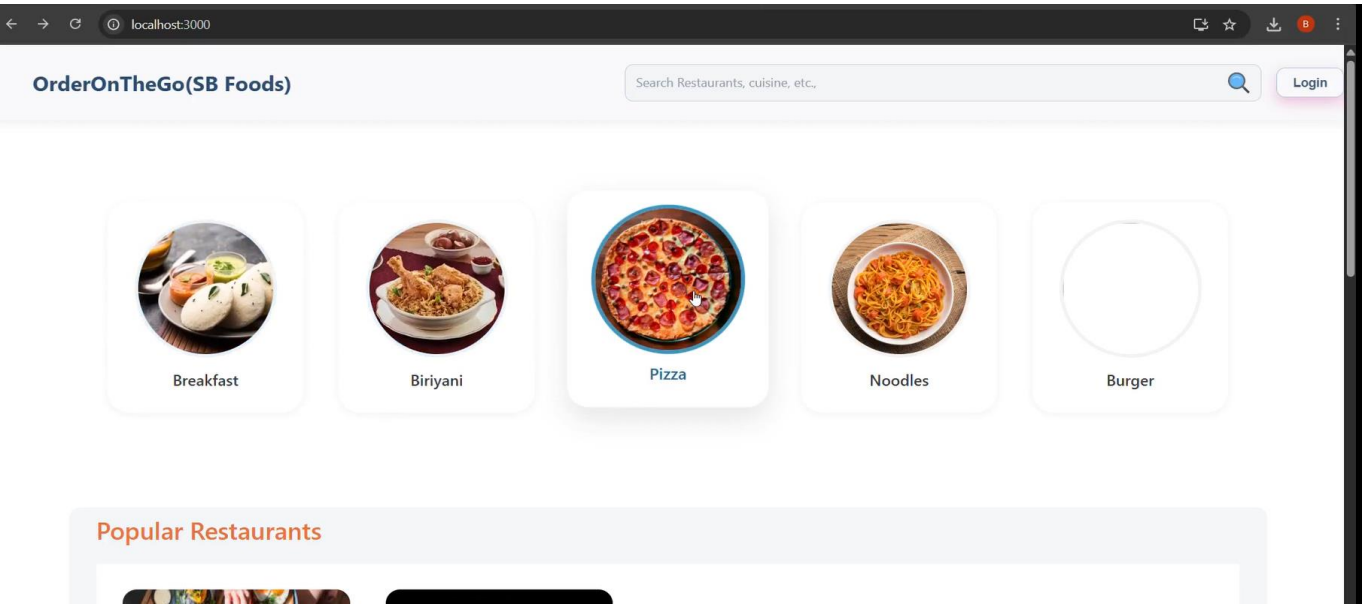 localhost:3000
B
OrderOnTheGo(SB Foods)
Search Restaurants, cuisine, etc.,
Login
Breakfast
Biriyani
Pizza
Noodles
Burger
Popular Restaurants